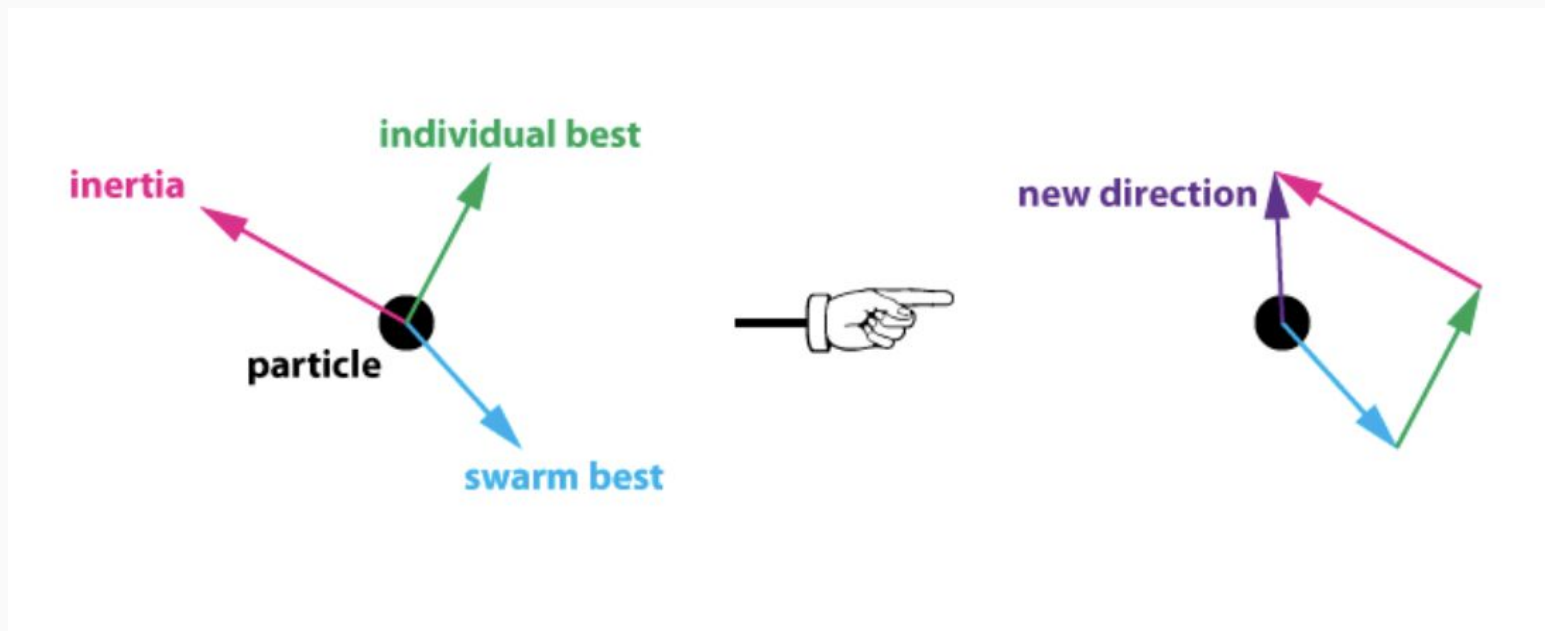 individual best
inertia
new direction
particle
swarm best